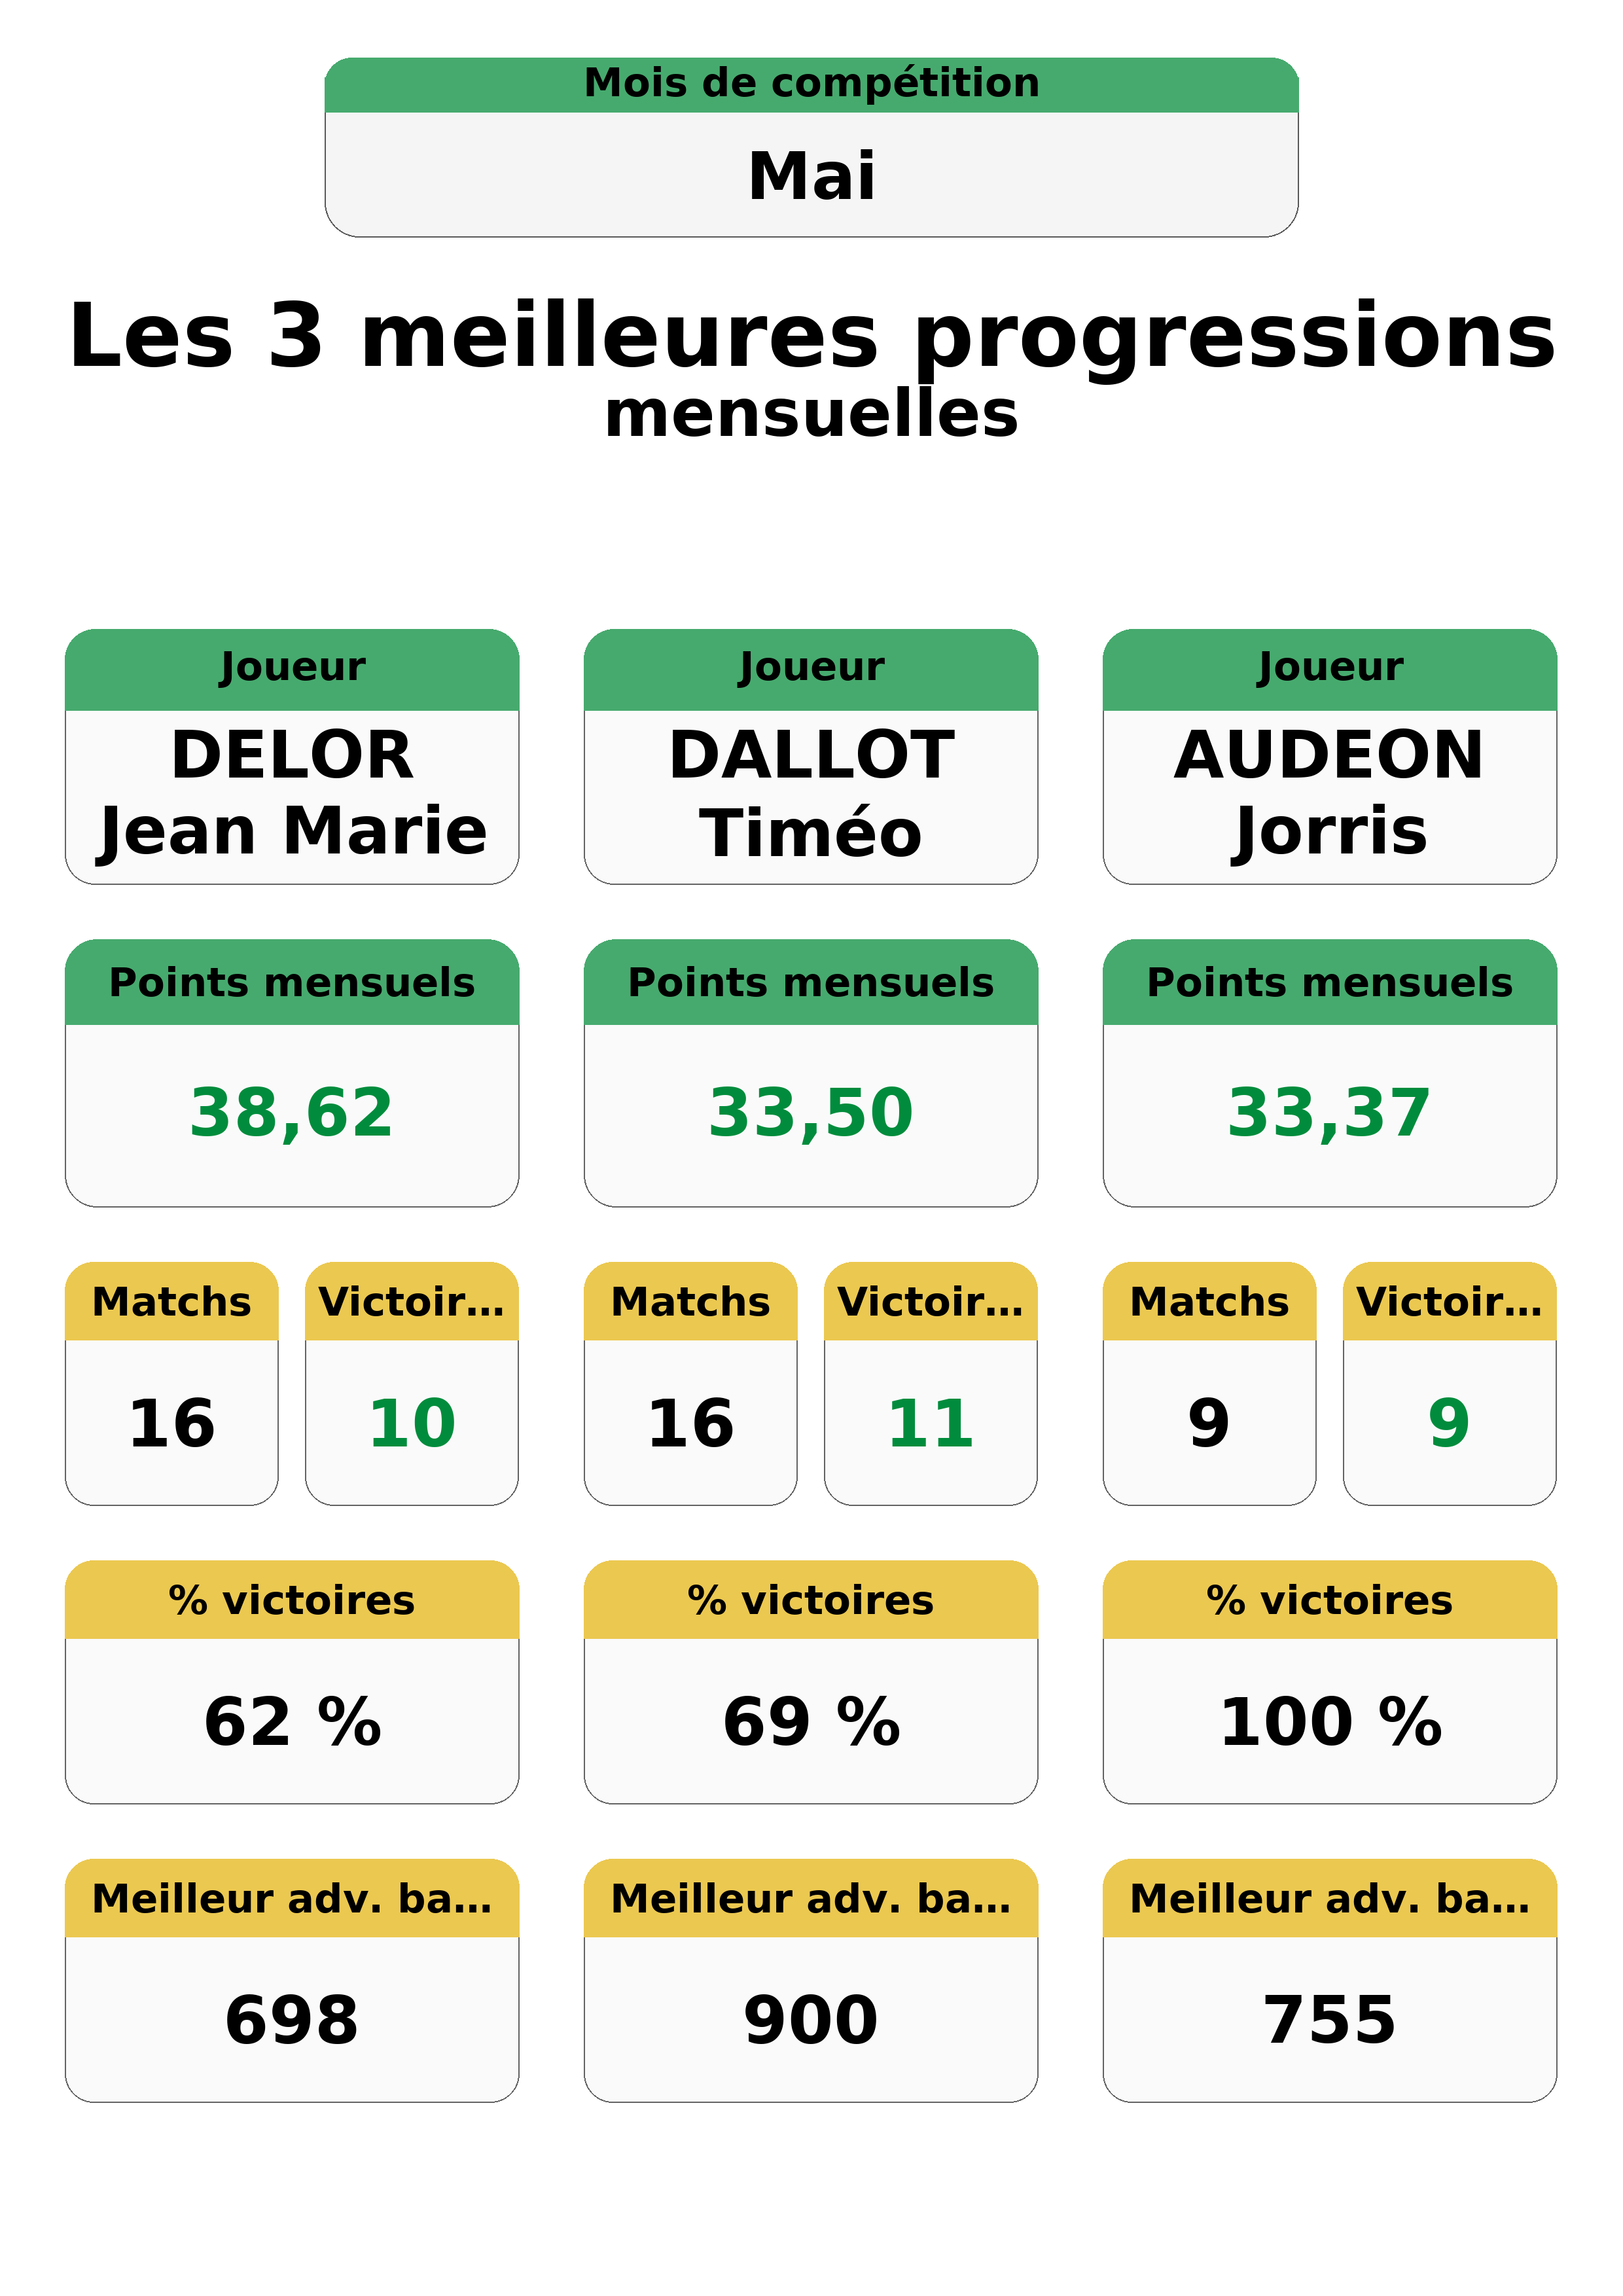 Mois de compétition
Mai
Les 3 meilleures progressions
mensuelles
Joueur
Joueur
Joueur
DELOR
Jean Marie
DALLOT
Timéo
AUDEON
Jorris
Points mensuels
Points mensuels
Points mensuels
38,62
33,50
33,37
Matchs
Victoir...
Matchs
Victoir...
Matchs
Victoir...
16
10
16
11
9
9
% victoires
% victoires
% victoires
62 %
69 %
100 %
Meilleur adv. ba...
Meilleur adv. ba...
Meilleur adv. ba...
698
900
755